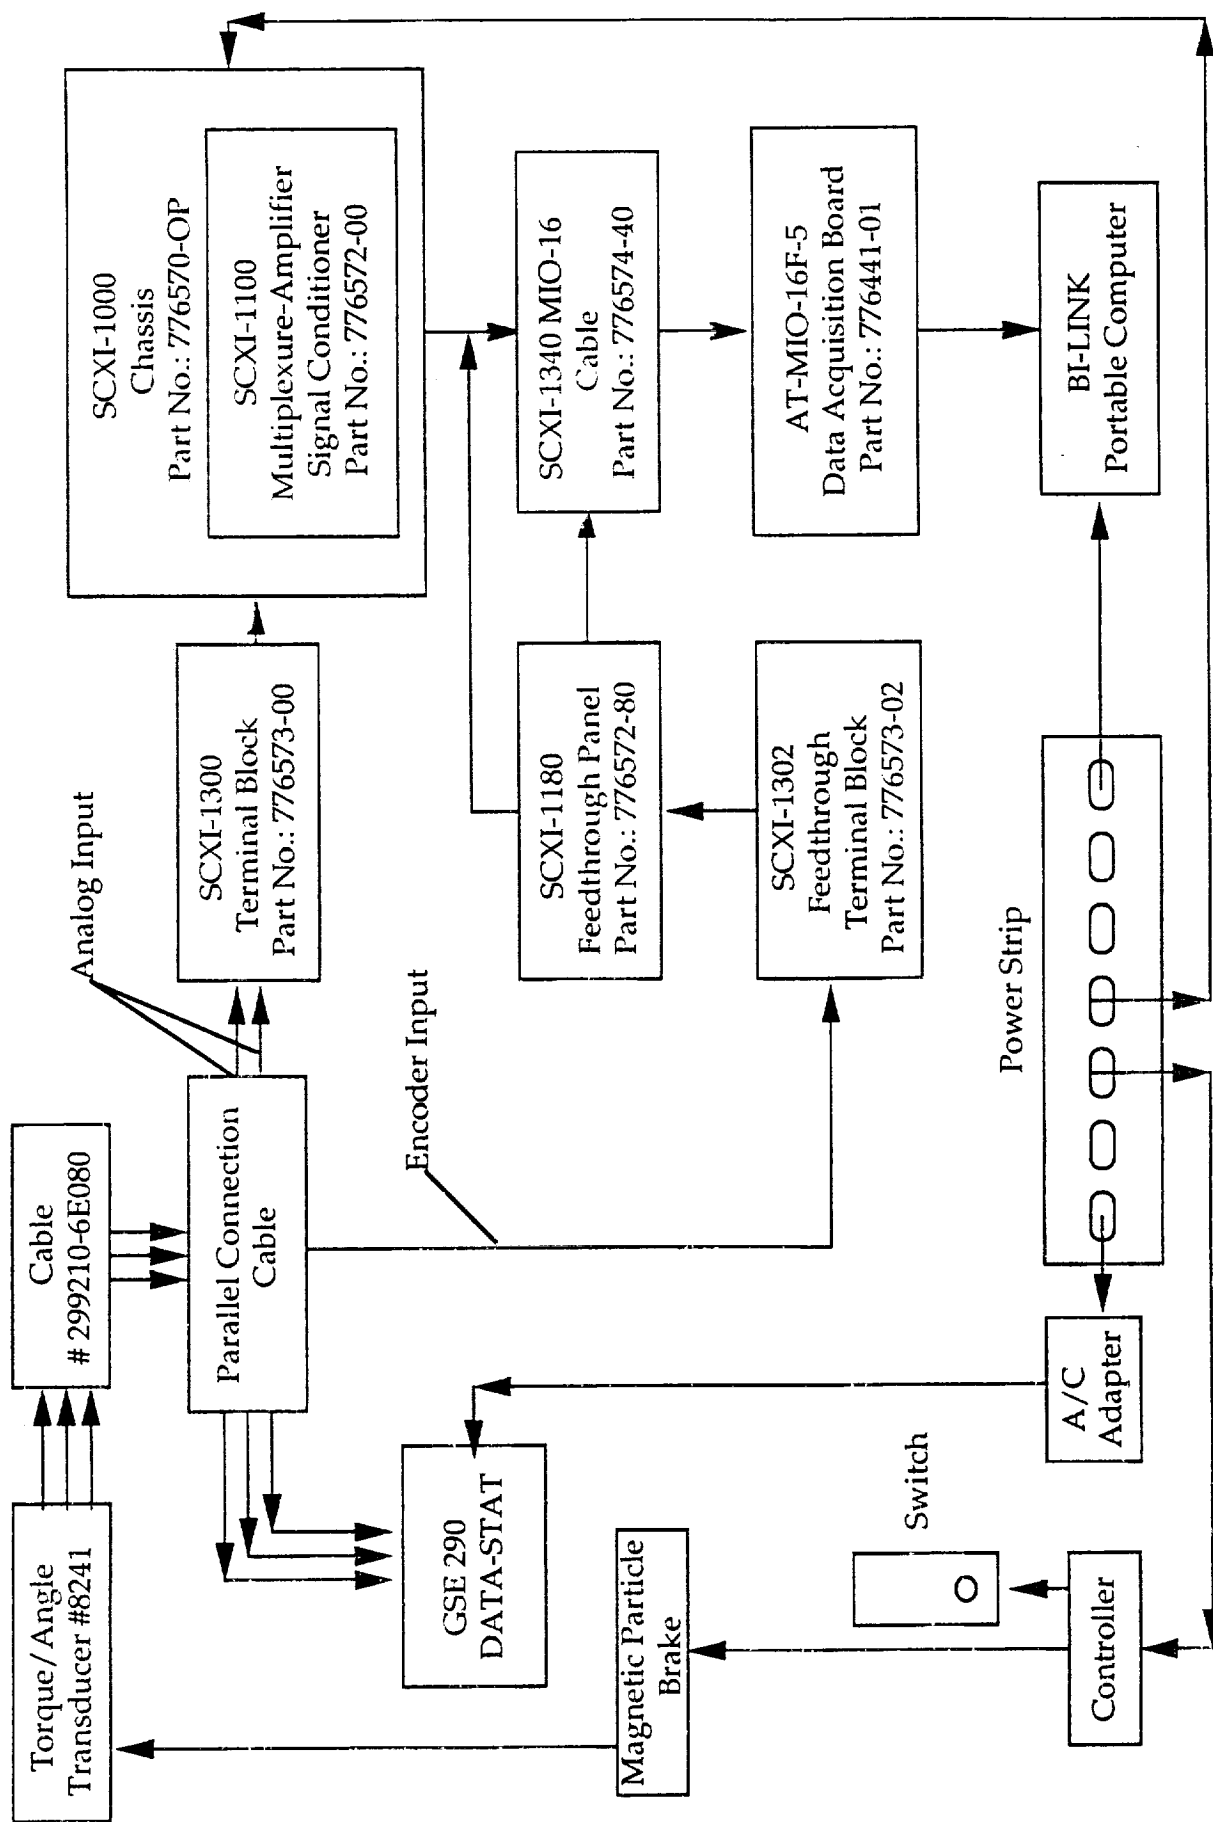 Torque/Angle
Transducer #8241
Cable
# 299210-6E080
Parallel Connection
Cable
Analog Input
SCXI-1300
Terminal Block
Part No.: 776573-00
SCXI-1000
Chassis
Part No.: 776570-OP
SCXI-1100
Multiplexure-Amplifier
Signal Conditioner
Part No.: 776572-00
GSE 290
DATA-STAT
Encoder Input
SCXI-1180
Feedthrough Panel
Part No.: 776572-80
SCXI-1340 MIO-16
Cable
Part No.: 776574-40
Magnetic Particle
Brake
SCXI-1302
Feedthrough
Terminal Block
Part No.: 776573-02
AT-MIO-16F-5
Data Acquisition Board
Part No.: 776441-01
Switch
Controller
A/C
Adapter
Power Strip
BI-LINK
Portable Computer